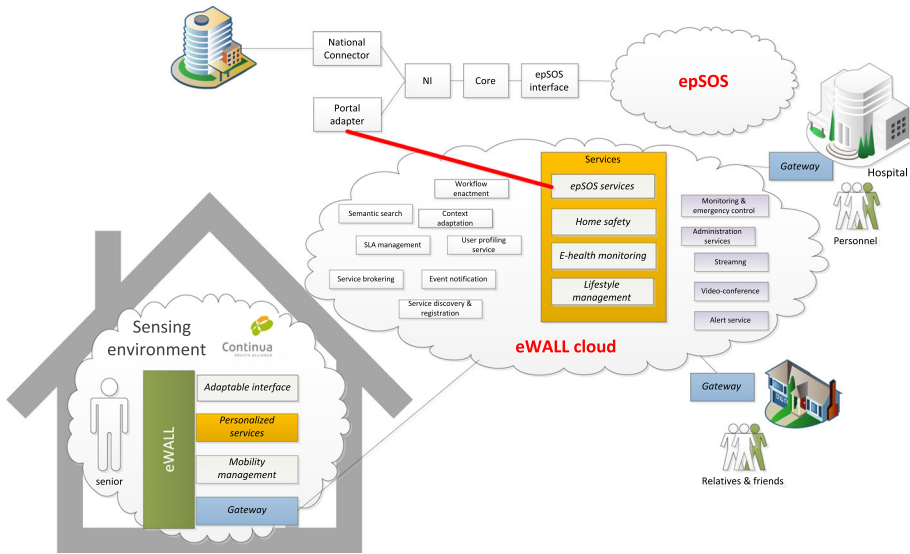 National
Connector
NI
Core
epSOS
interface
epSOS
Portal
adapter
Services
Gateway
Hospital
epSOS services
Workflow
enactment
Monitoring &
emergency control
Semantic search
Context
adaptation
Home safety
Personnel
Administration
services
SLA management
User profiling
service
E-health monitoring
Streamng
Service brokering
Event notification
Lifestyle
management
Video-conference
Service discovery &
registration
Alert service
eWALL cloud
Sensing
environment
Continua
HEALTH ALLIANCE
Gateway
Adaptable interface
Personalized
services
eWALL
Mobility
management
senior
Gateway
Relatives & friends